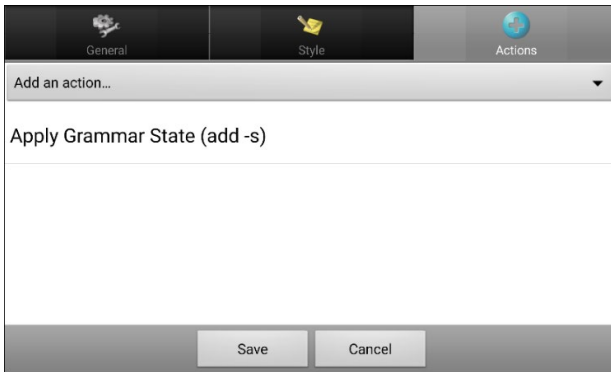 General
Style
Actions
Add an action...
Apply Grammar State (add -s)
Save
Cancel